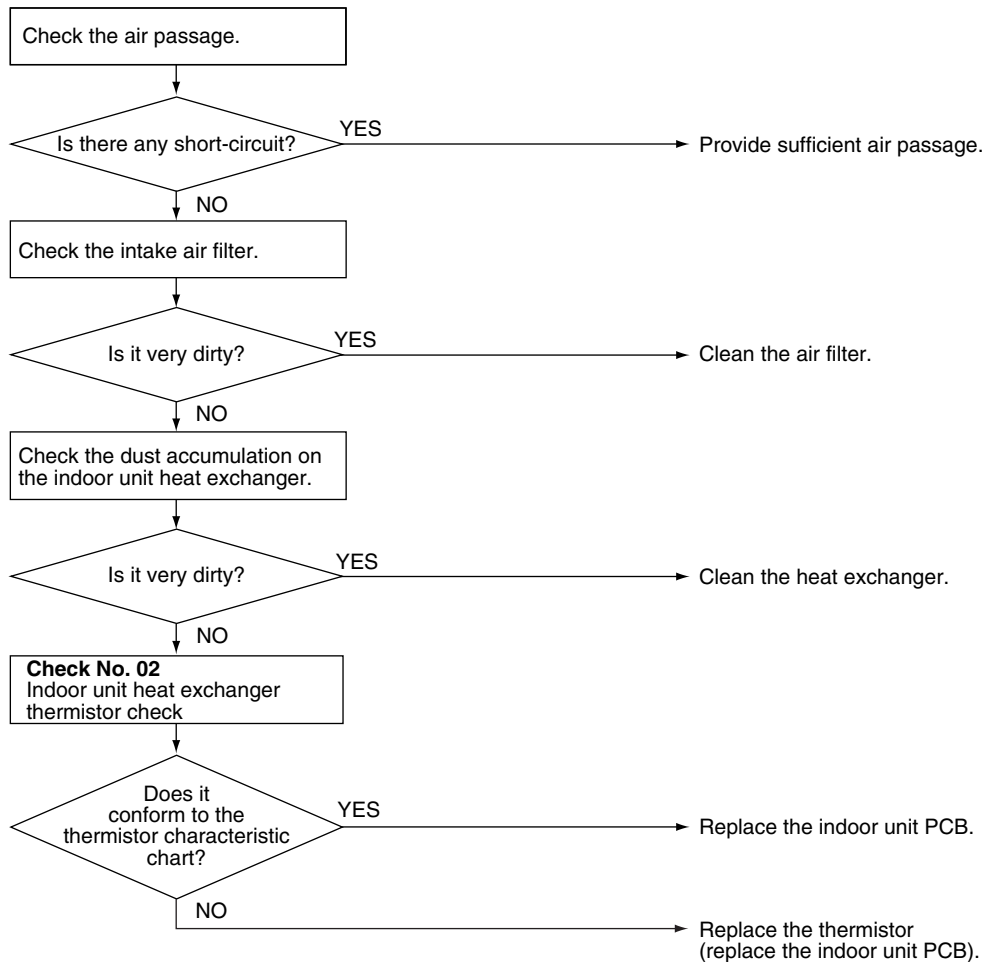 Check the air passage.
Is there any short-circuit?
YES
Provide sufficient air passage.
NO
Check the intake air filter.
Is it very dirty?
YES
Clean the air filter.
NO
Check the dust accumulation on
the indoor unit heat exchanger.
Is it very dirty?
YES
Clean the heat exchanger.
NO
Check No. 02
Indoor unit heat exchanger
thermistor check
Does it
conform to the
thermistor characteristic
chart?
YES
Replace the indoor unit PCB.
NO
Replace the thermistor
(replace the indoor unit PCB).